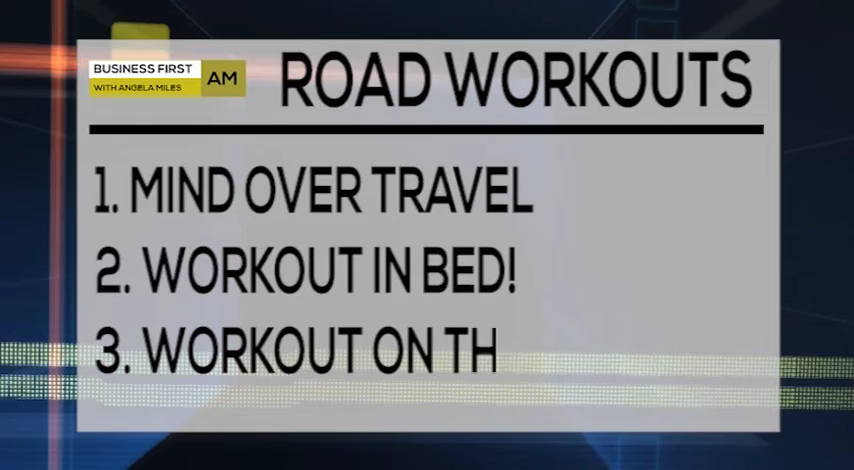 BUSINESS FIRST AM
WITH ANGELA MILES
ROAD WORKOUTS
1. MIND OVER TRAVEL
2. WORKOUT IN BED!
3. WORKOUT ON TH